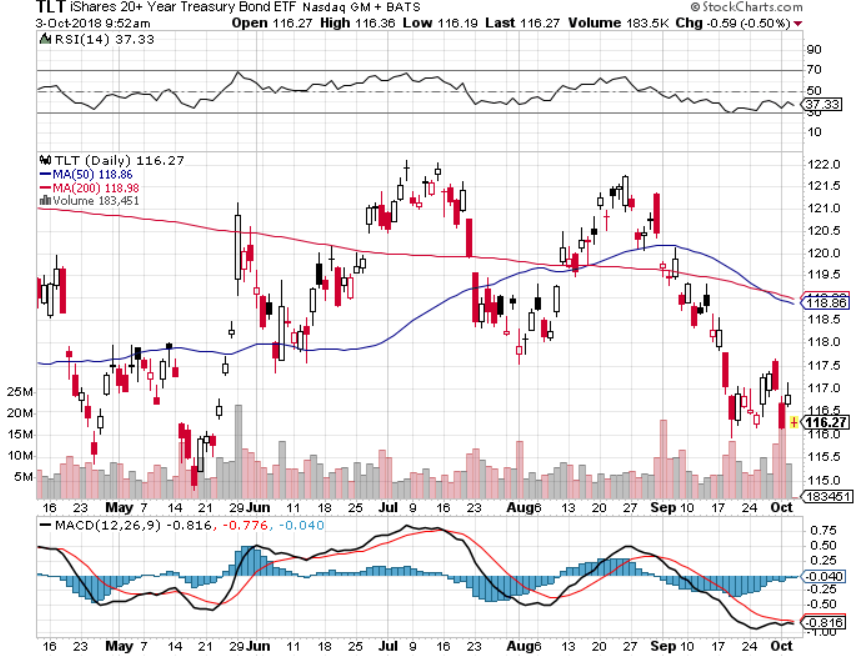 TLT iShares 20+ Year Treasury Bond ETF Nasdaq GM + BATS
© StockCharts.com
3-Oct-2018 9:52am
Open 116.27 High 116.36 Low 116.19 Last 116.27 Volume 183.5K Chg -0.59 (-0.50%)
RSI(14) 37.33
90
70
50
37.33
30
10
TLT (Daily) 116.27
MA(50) 118.86
MA(200) 118.98
Volume 183,451
122.0
121.5
121.0
120.5
120.0
119.5
118.86
118.5
118.0
117.5
117.0
116.5
116.27
116.0
115.5
115.0
183451
25M
20M
15M
10M
5M
16 23 May 7 14 21 29 Jun 11 18 25 Jul 9 16 23 Aug 6 13 20 27 Sep 10 17 24 Oct
MACD(12,26,9) -0.816, -0.776, -0.040
0.75
0.50
0.25
-0.040
-0.25
-0.50
-0.816
-1.00
16 23 May 7 14 21 29 Jun 11 18 25 Jul 9 16 23 Aug 6 13 20 27 Sep 10 17 24 Oct